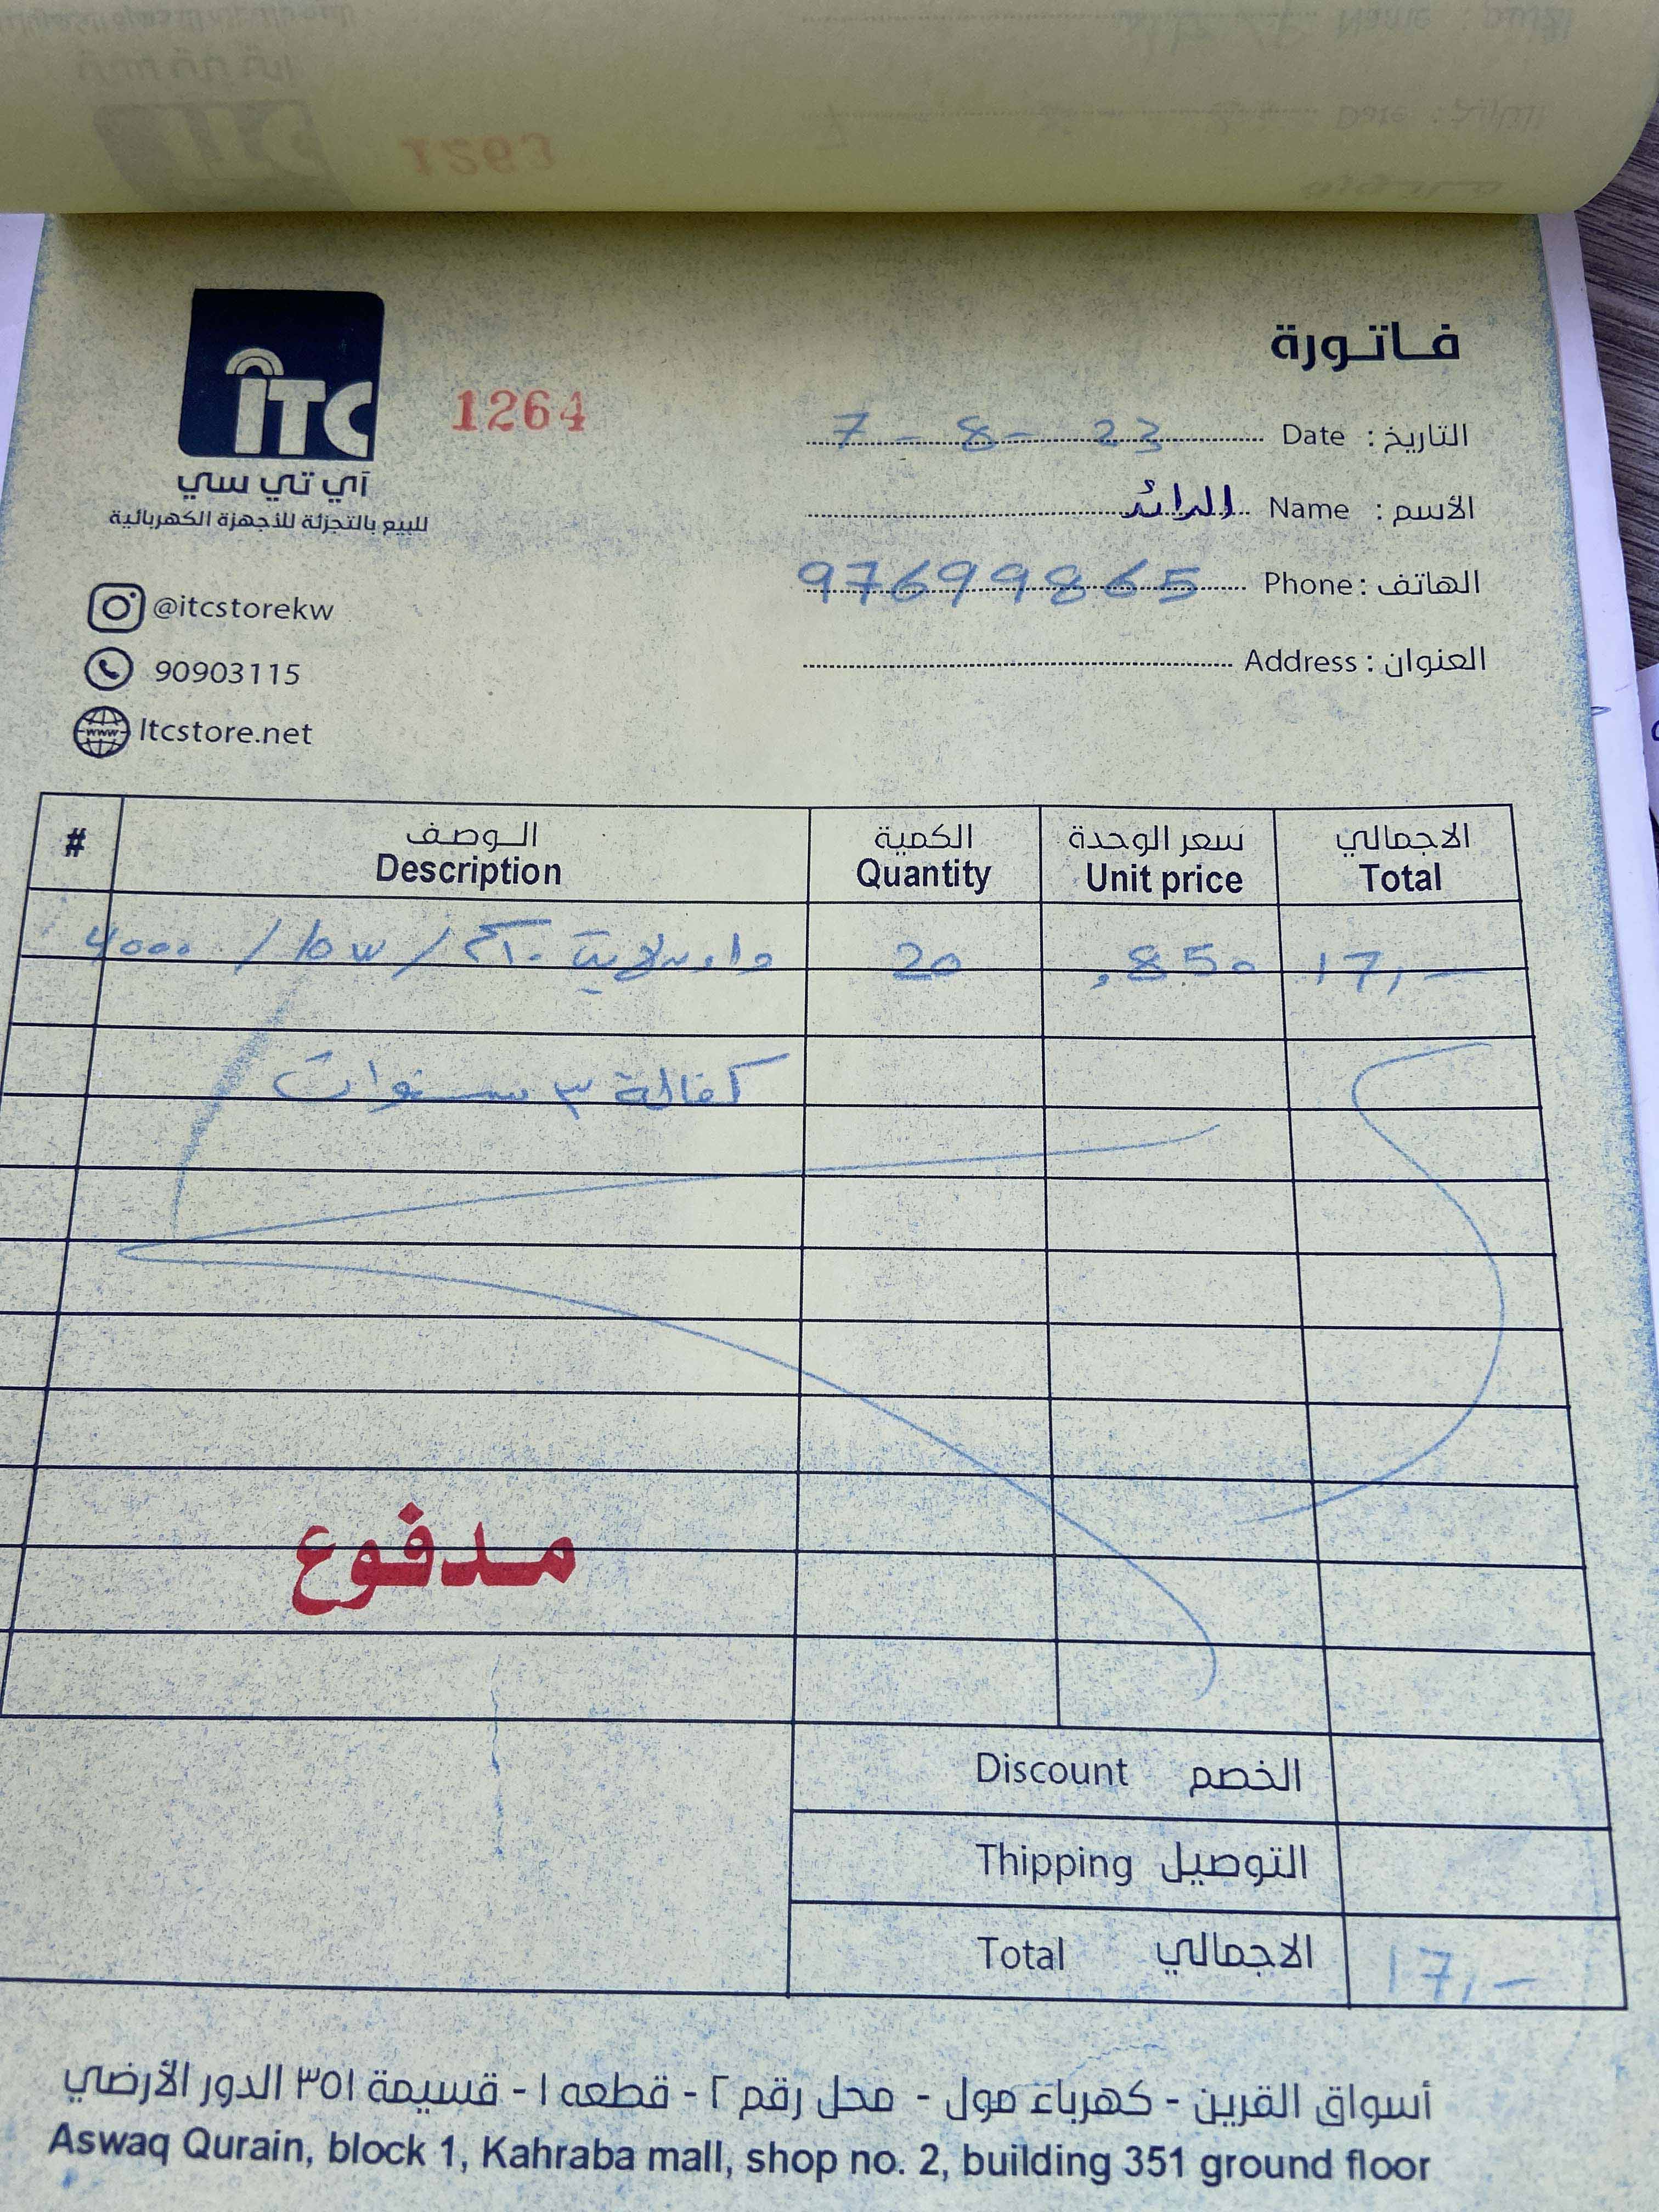 1263
فاتورة
ITC
1264
آي تي سي
للبيع بالتجزئة للأجهزة الكهربائية
التاريخ : Date 7 - 8 - 23
الأسم : Name الرائد
الهاتف : Phone 97699865
العنوان : Address
@itcstorekw
90903115
Itcstore.net
# الوصف الكمية سعر الوحدة الاجمالي
Description Quantity Unit price Total
4000 / 10w / 20 ,850 17,-
كفالة ٣ سنوات
مدفوع
Discount الخصم
Thipping التوصيل
Total الاجمالي 17,-
أسواق القرين - كهرباء مول - محل رقم ٢ - قطعه ١ - قسيمة ٣٥١ الدور الأرضي
Aswaq Qurain, block 1, Kahraba mall, shop no. 2, building 351 ground floor